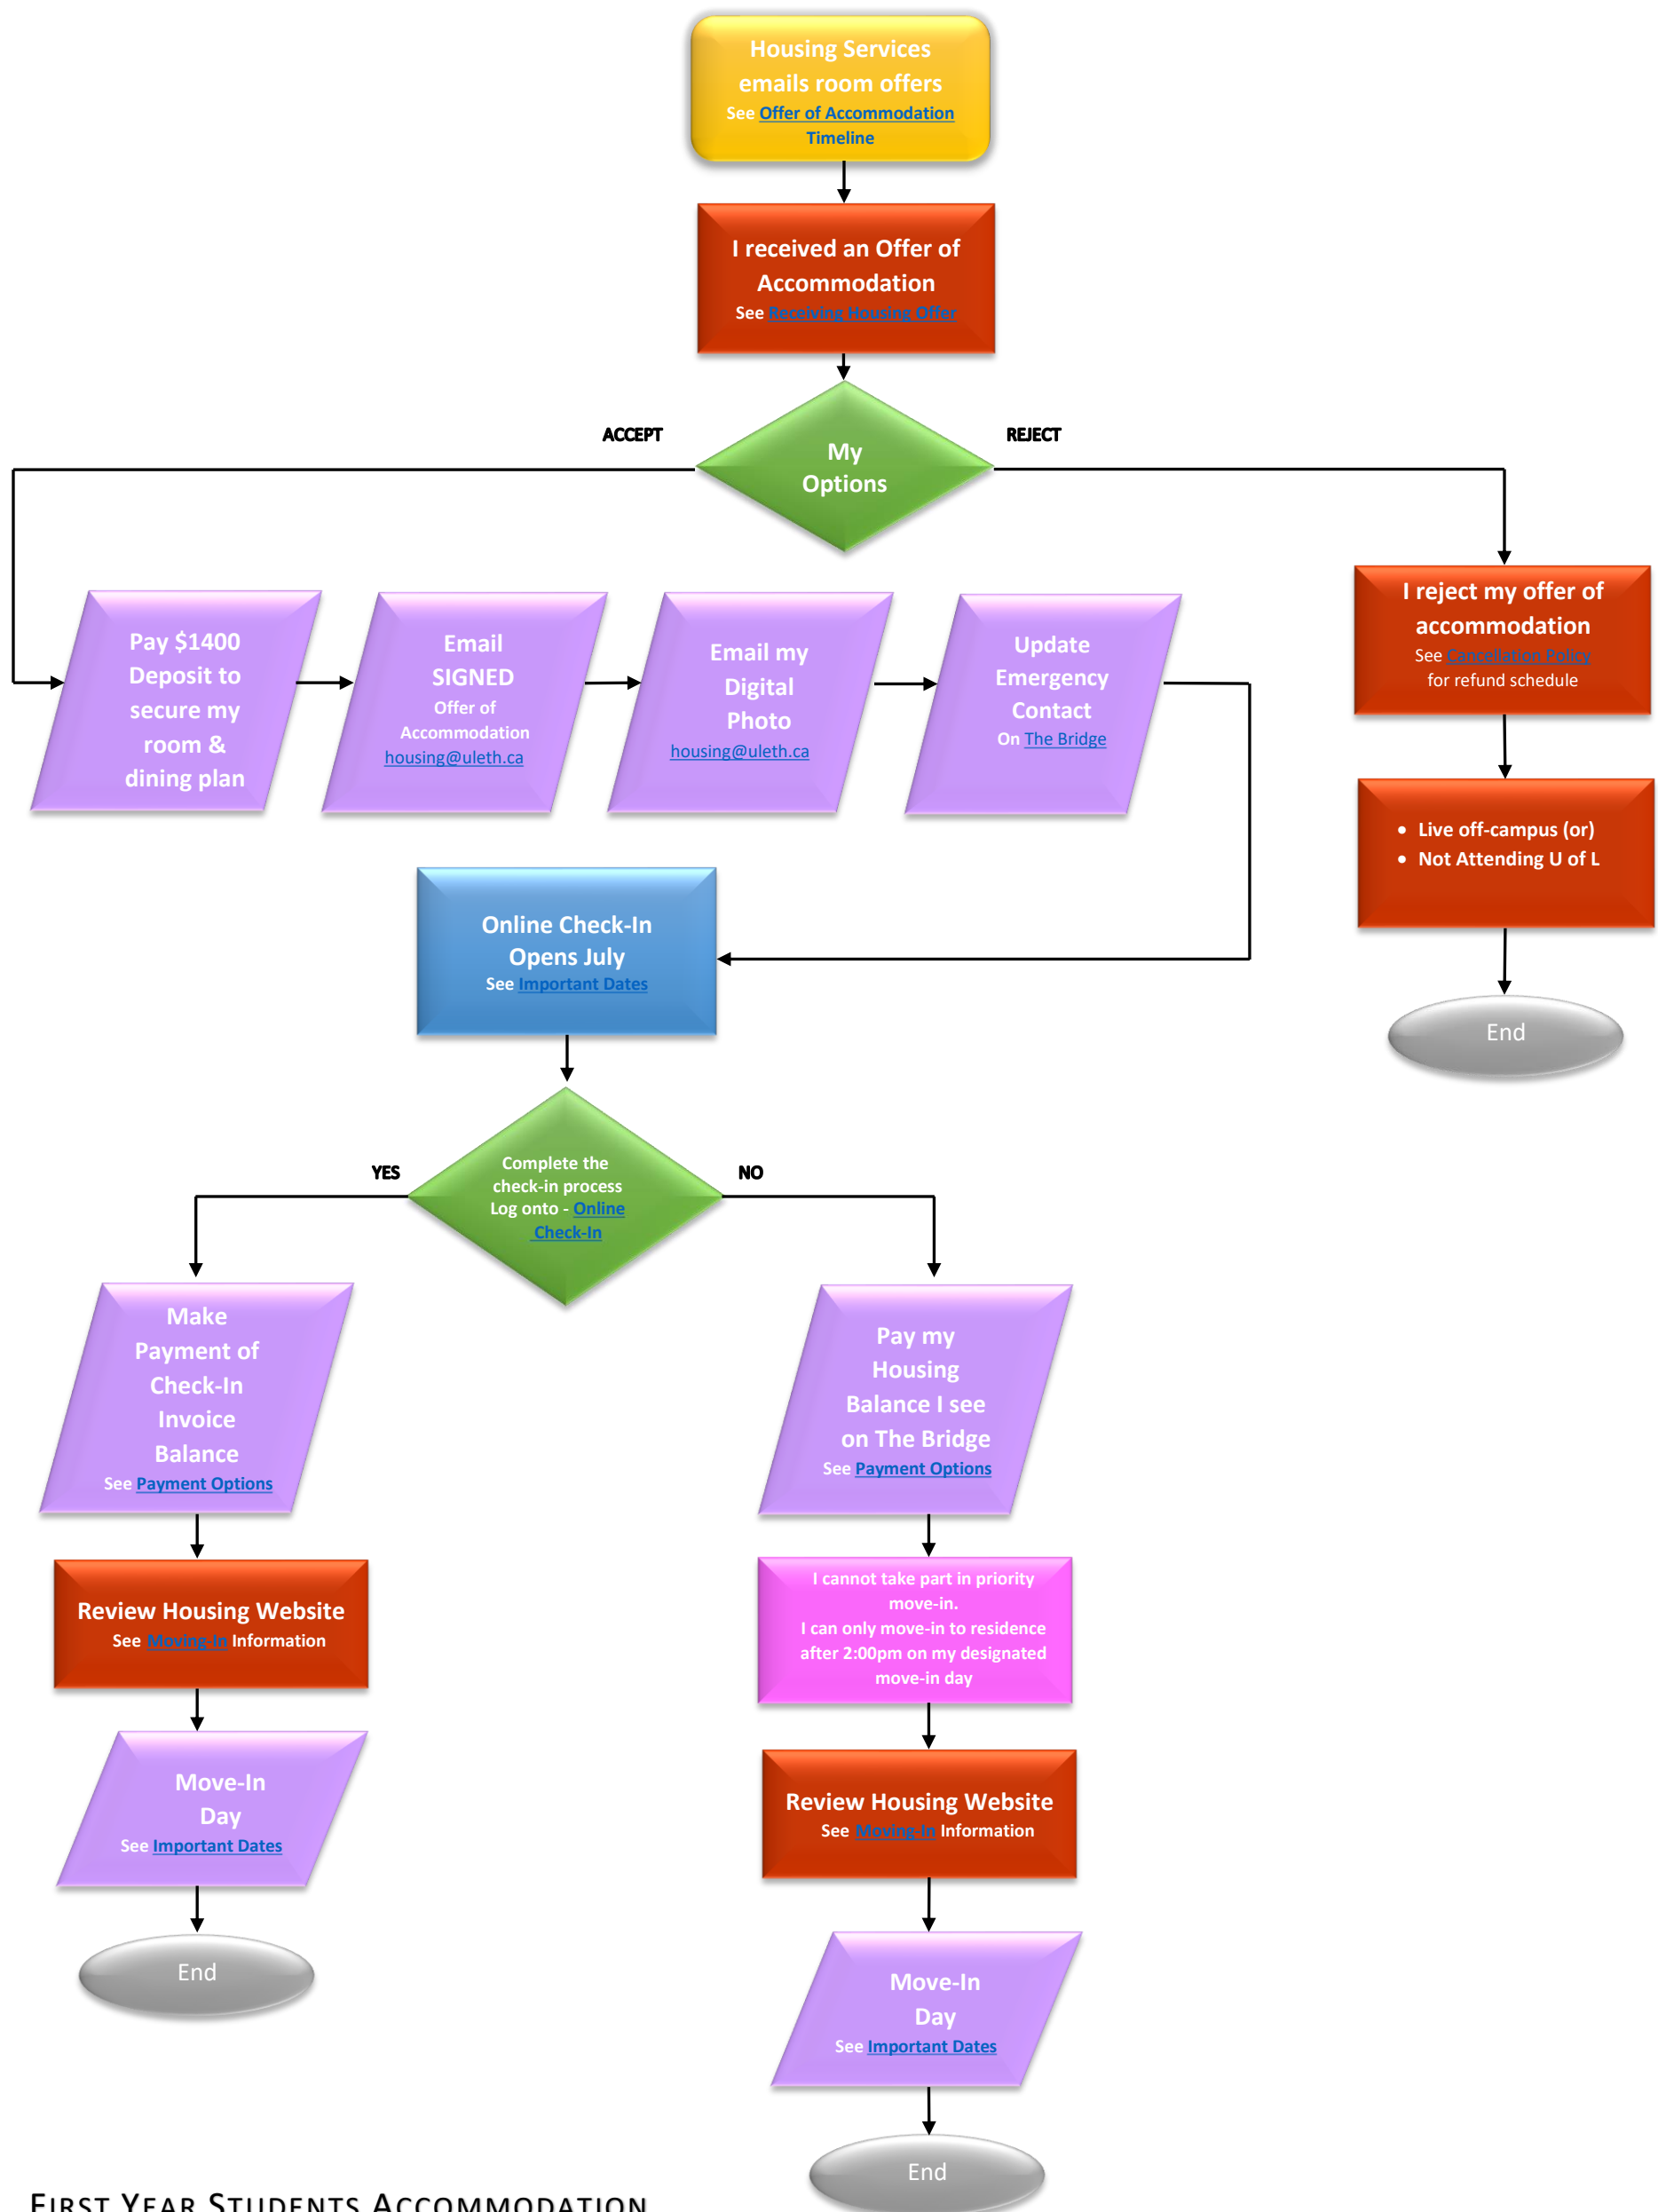 Housing Services
emails room offers
See Offer of Accommodation
Timeline
I received an Offer of
Accommodation
See Receiving Housing Offer
ACCEPT
REJECT
My
Options
Pay $1400
Deposit to
secure my
room &
dining plan
Email
SIGNED
Offer of
Accommodation
housing@uleth.ca
Email my
Digital
Photo
housing@uleth.ca
Update
Emergency
Contact
On The Bridge
I reject my offer of
accommodation
See Cancellation Policy
for refund schedule
• Live off-campus (or)
• Not Attending U of L
End
Online Check-In
Opens July
See Important Dates
YES
NO
Complete the
check-in process
Log onto - Online
Check-In
Make
Payment of
Check-In
Invoice
Balance
See Payment Options
Review Housing Website
See Moving-In Information
Move-In
Day
See Important Dates
End
Pay my
Housing
Balance I see
on The Bridge
See Payment Options
I cannot take part in priority
move-in.
I can only move-in to residence
after 2:00pm on my designated
move-in day
Review Housing Website
See Moving-In Information
Move-In
Day
See Important Dates
End
FIRST YEAR STUDENTS ACCOMMODATION